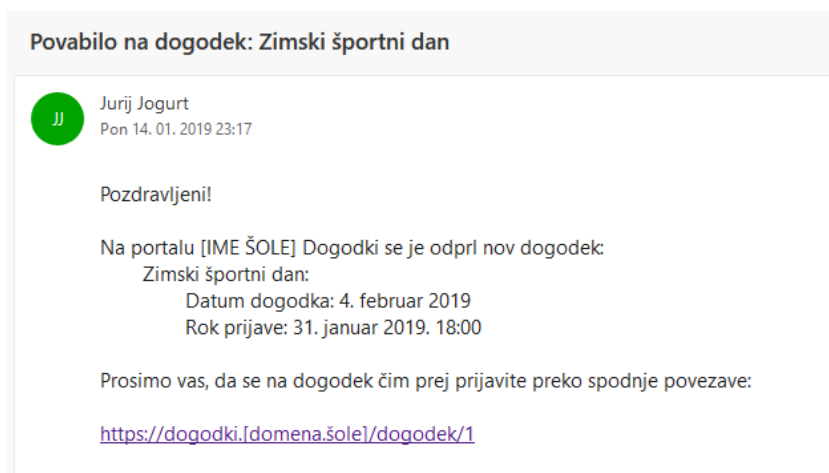 Povabilo na dogodek: Zimski športni dan
JJ
Jurij Jogurt
Pon 14. 01. 2019 23:17
Pozdravljeni!
Na portalu [IME ŠOLE] Dogodki se je odprl nov dogodek:
Zimski športni dan:
Datum dogodka: 4. februar 2019
Rok prijave: 31. januar 2019. 18:00
Prosimo vas, da se na dogodek čim prej prijavite preko spodnje povezave:
https://dogodki.[domena.šole]/dogodek/1